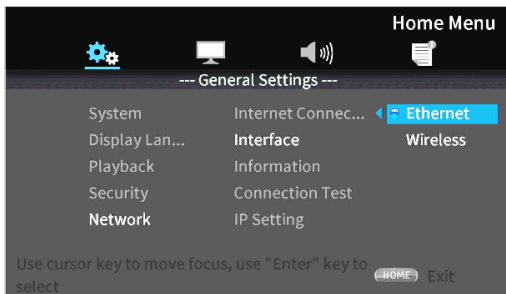 Home Menu
--- General Settings ---
System Internet Connec... Ethernet
Display Lan... Interface Wireless
Playback Information
Security Connection Test
Network IP Setting
Use cursor key to move focus, use "Enter" key to
select
HOME Exit